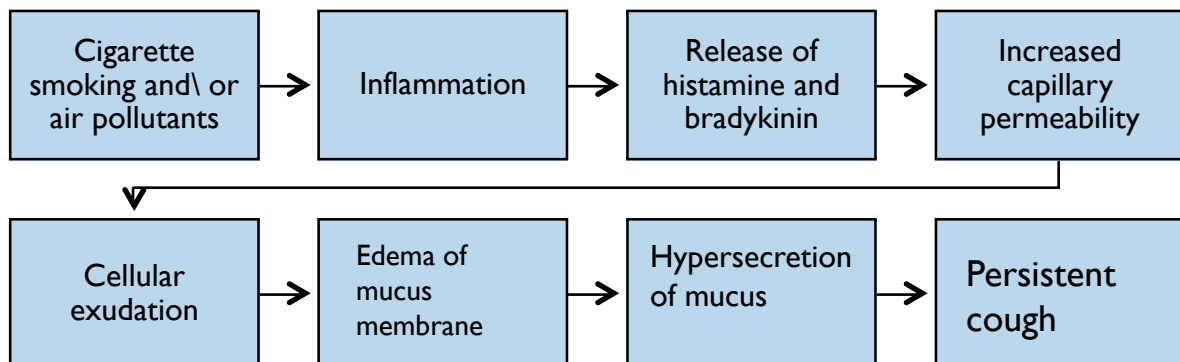 Cigarette
smoking and\ or
air pollutants
Inflammation
Release of
histamine and
bradykinin
Increased
capillary
permeability
Cellular
exudation
Edema of
mucus
membrane
Hypersecretion
of mucus
Persistent
cough